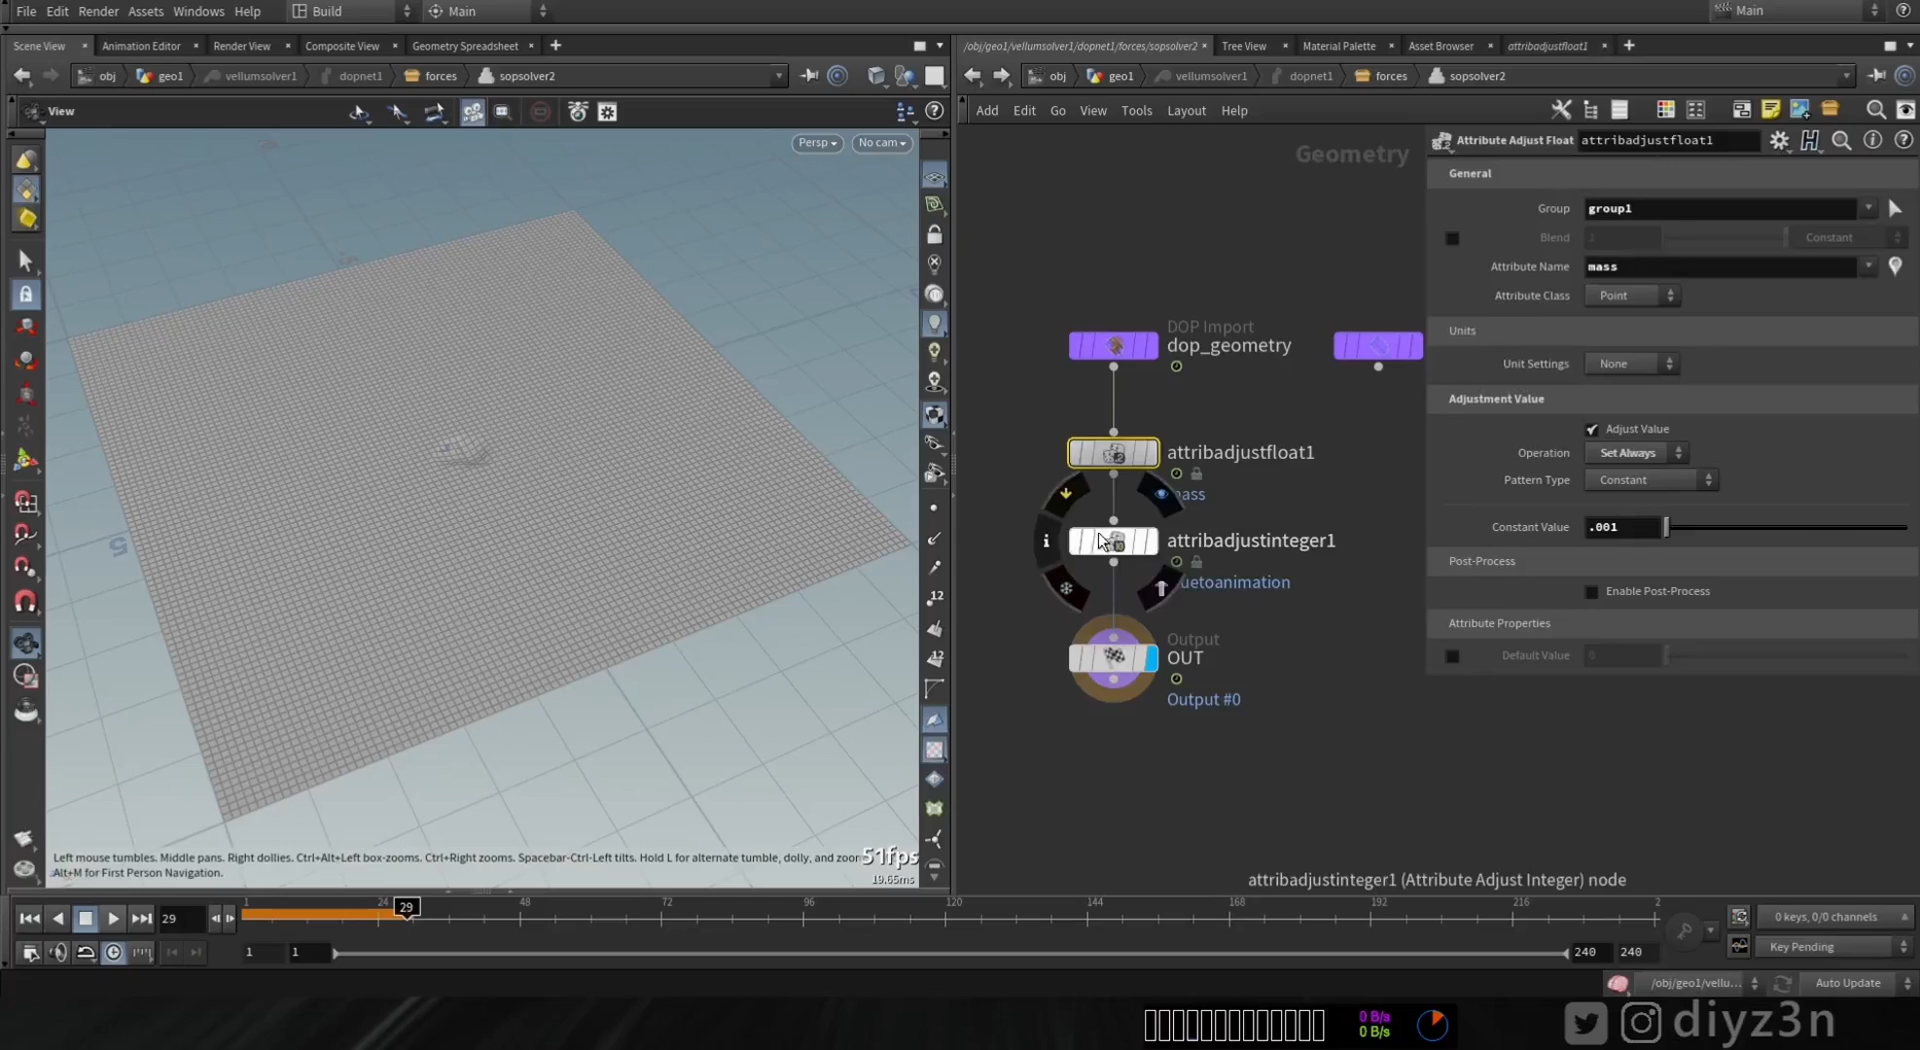 File Edit Render Assets Windows Help Build Main Main
Scene View Animation Editor Render View Composite View Geometry Spreadsheet
/obj/geo1/vellumsolver1/dopnet1/forces/sopsolver2 Tree View Material Palette Asset Browser attribadjustfloat1
obj geo1 vellumsolver1 dopnet1 forces sopsolver2
obj geo1 vellumsolver1 dopnet1 forces sopsolver2
View
Add Edit Go View Tools Layout Help
Persp No cam
Geometry
Attribute Adjust Float attribadjustfloat1
General
Group group1
Blend Constant
Attribute Name mass
Attribute Class Point
Units
Unit Settings None
Adjustment Value
Adjust Value
Operation Set Always
Pattern Type Constant
Constant Value .001
Post-Process
Enable Post-Process
Attribute Properties
Default Value 0
DOP Import
dop_geometry
attribadjustfloat1
mass
attribadjustinteger1
uetoanimation
Output
OUT
Output #0
5
12
12
Left mouse tumbles. Middle pans. Right dollies. Ctrl+Alt+Left box-zooms. Ctrl+Right zooms. Spacebar-Ctrl-Left tilts. Hold L for alternate tumble, dolly, and zoom
Alt+M for First Person Navigation.
51fps
19.65ms
attribadjustinteger1 (Attribute Adjust Integer) node
29
1 24 29 48 72 96 120 144 168 192 216 2
0 keys, 0/0 channels
1 1 240 240
Key Pending
/obj/geo1/vellu... Auto Update
0 B/s
0 B/s
diyz3n